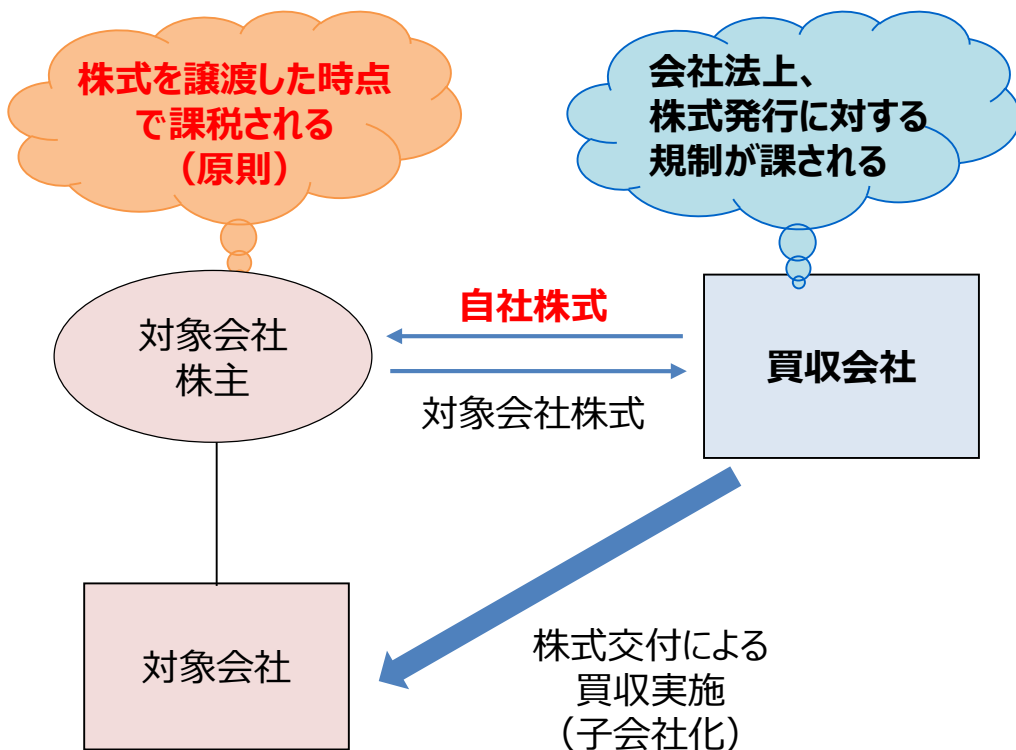 株式を譲渡した時点
で課税される
（原則）
会社法上、
株式発行に対する
規制が課される
自社株式
対象会社
株主
買収会社
対象会社株式
対象会社
株式交付による
買収実施
（子会社化）